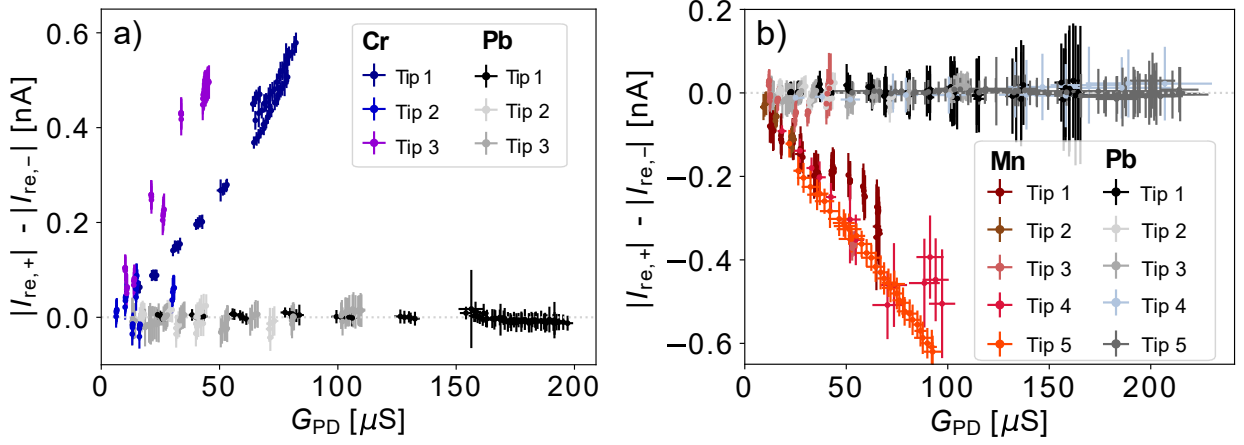 a)
|I_re,+| - |I_re,-| [nA]
0.6
0.4
0.2
0.0
0 50 100 150 200
G_PD [μS]
Cr Pb
Tip 1 Tip 1
Tip 2 Tip 2
Tip 3 Tip 3
b)
|I_re,+| - |I_re,-| [nA]
0.2
0.0
−0.2
−0.4
−0.6
0 50 100 150 200
G_PD [μS]
Mn Pb
Tip 1 Tip 1
Tip 2 Tip 2
Tip 3 Tip 3
Tip 4 Tip 4
Tip 5 Tip 5